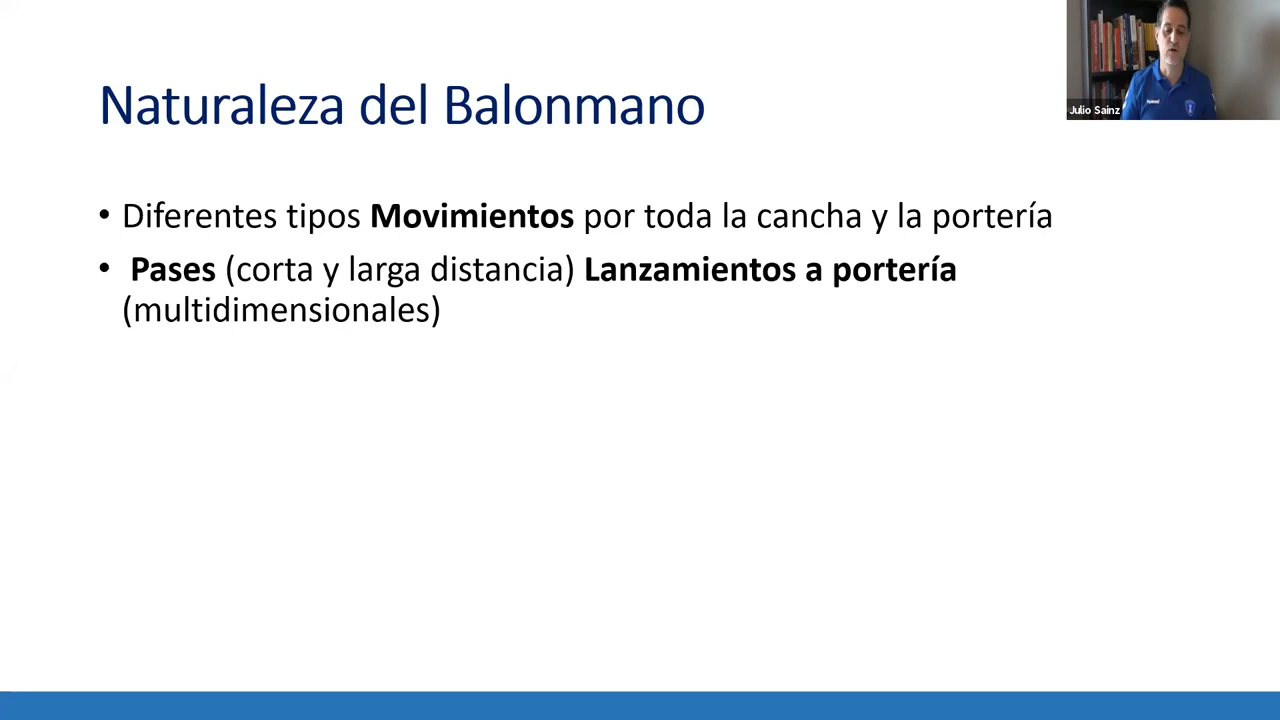 Naturaleza del Balonmano
• Diferentes tipos Movimientos por toda la cancha y la portería
• Pases (corta y larga distancia) Lanzamientos a portería
(multidimensionales)
Julio Sainz
hummel